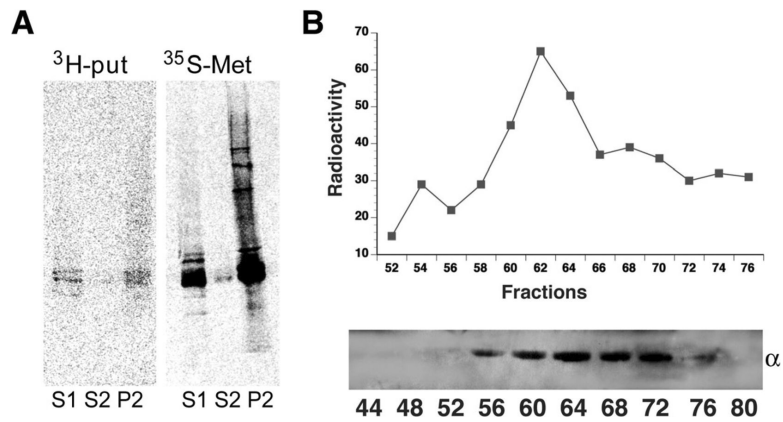 A
³H-put ³⁵S-Met
S1 S2 P2 S1 S2 P2
B
Radioactivity
70
60
50
40
30
20
10
52 54 56 58 60 62 64 66 68 70 72 74 76
Fractions
α
44 48 52 56 60 64 68 72 76 80